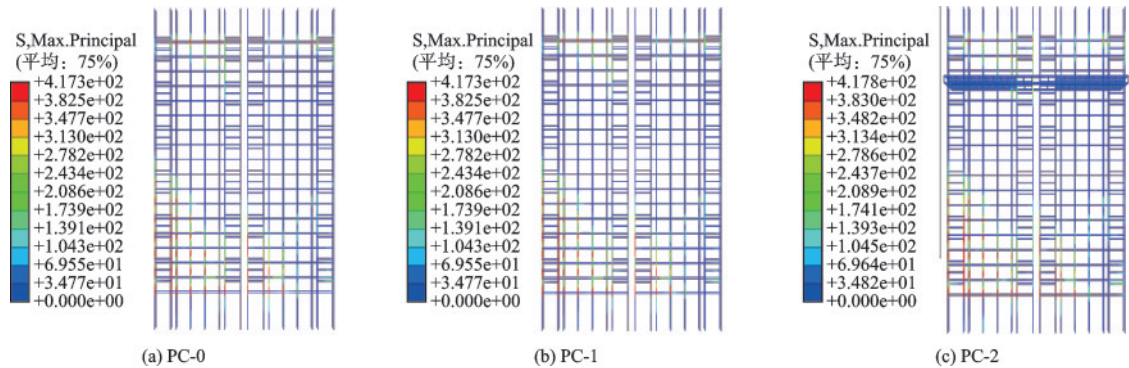 S,Max.Principal
(平均：75%)
+4.173e+02
+3.825e+02
+3.477e+02
+3.130e+02
+2.782e+02
+2.434e+02
+2.086e+02
+1.739e+02
+1.391e+02
+1.043e+02
+6.955e+01
+3.477e+01
+0.000e+00
(a) PC-0
S,Max.Principal
(平均：75%)
+4.173e+02
+3.825e+02
+3.477e+02
+3.130e+02
+2.782e+02
+2.434e+02
+2.086e+02
+1.739e+02
+1.391e+02
+1.043e+02
+6.955e+01
+3.477e+01
+0.000e+00
(b) PC-1
S,Max.Principal
(平均：75%)
+4.178e+02
+3.830e+02
+3.482e+02
+3.134e+02
+2.786e+02
+2.437e+02
+2.089e+02
+1.741e+02
+1.393e+02
+1.045e+02
+6.964e+01
+3.482e+01
+0.000e+00
(c) PC-2